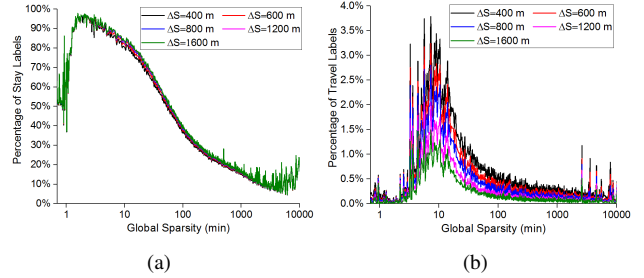 ΔS=400 m ΔS=600 m
ΔS=800 m ΔS=1200 m
ΔS=1600 m
Percentage of Stay Labels
100%
90%
80%
70%
60%
50%
40%
30%
20%
10%
0%
1 10 100 1000 10000
Global Sparsity (min)
(a)
ΔS=400 m ΔS=600 m
ΔS=800 m ΔS=1200 m
ΔS=1600 m
Percentage of Travel Labels
4.0%
3.5%
3.0%
2.5%
2.0%
1.5%
1.0%
0.5%
0.0%
1 10 100 1000 10000
Global Sparsity (min)
(b)